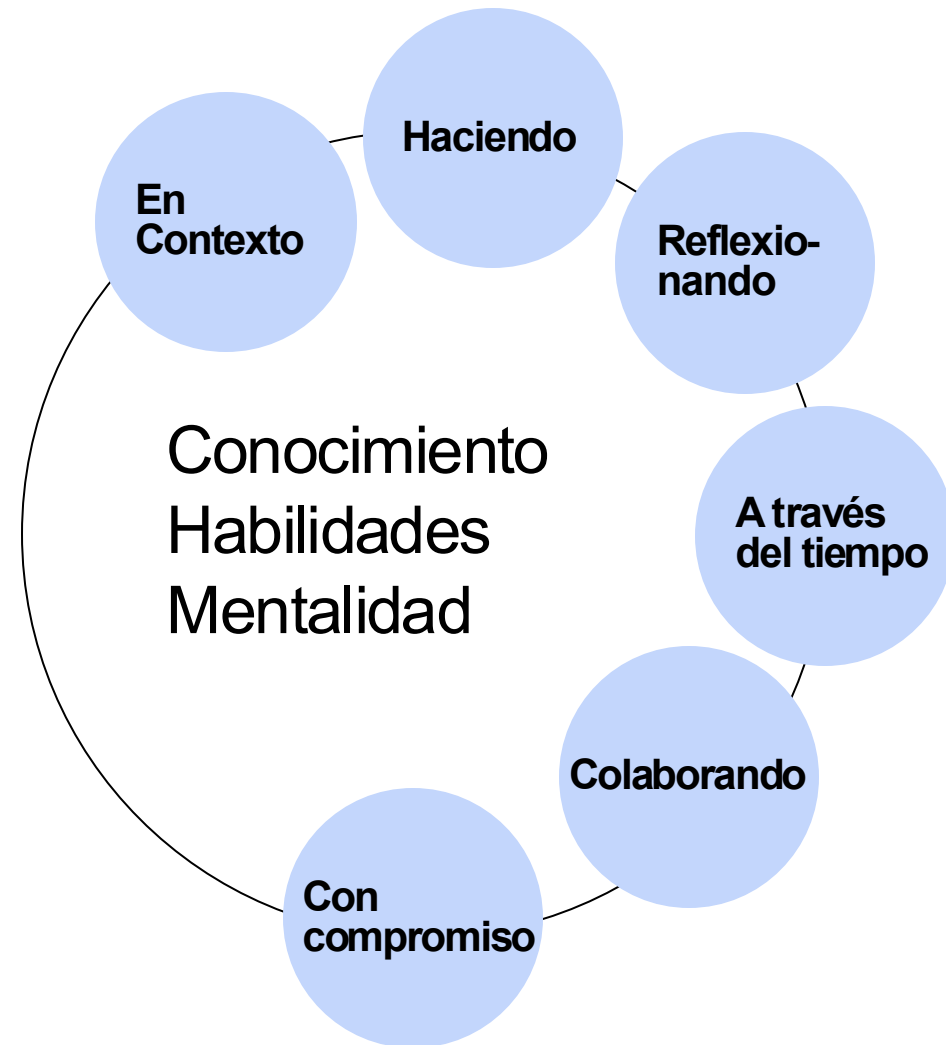 Haciendo
En
Contexto
Reflexio-
nando
Conocimiento
Habilidades
Mentalidad
A través
del tiempo
Colaborando
Con
compromiso